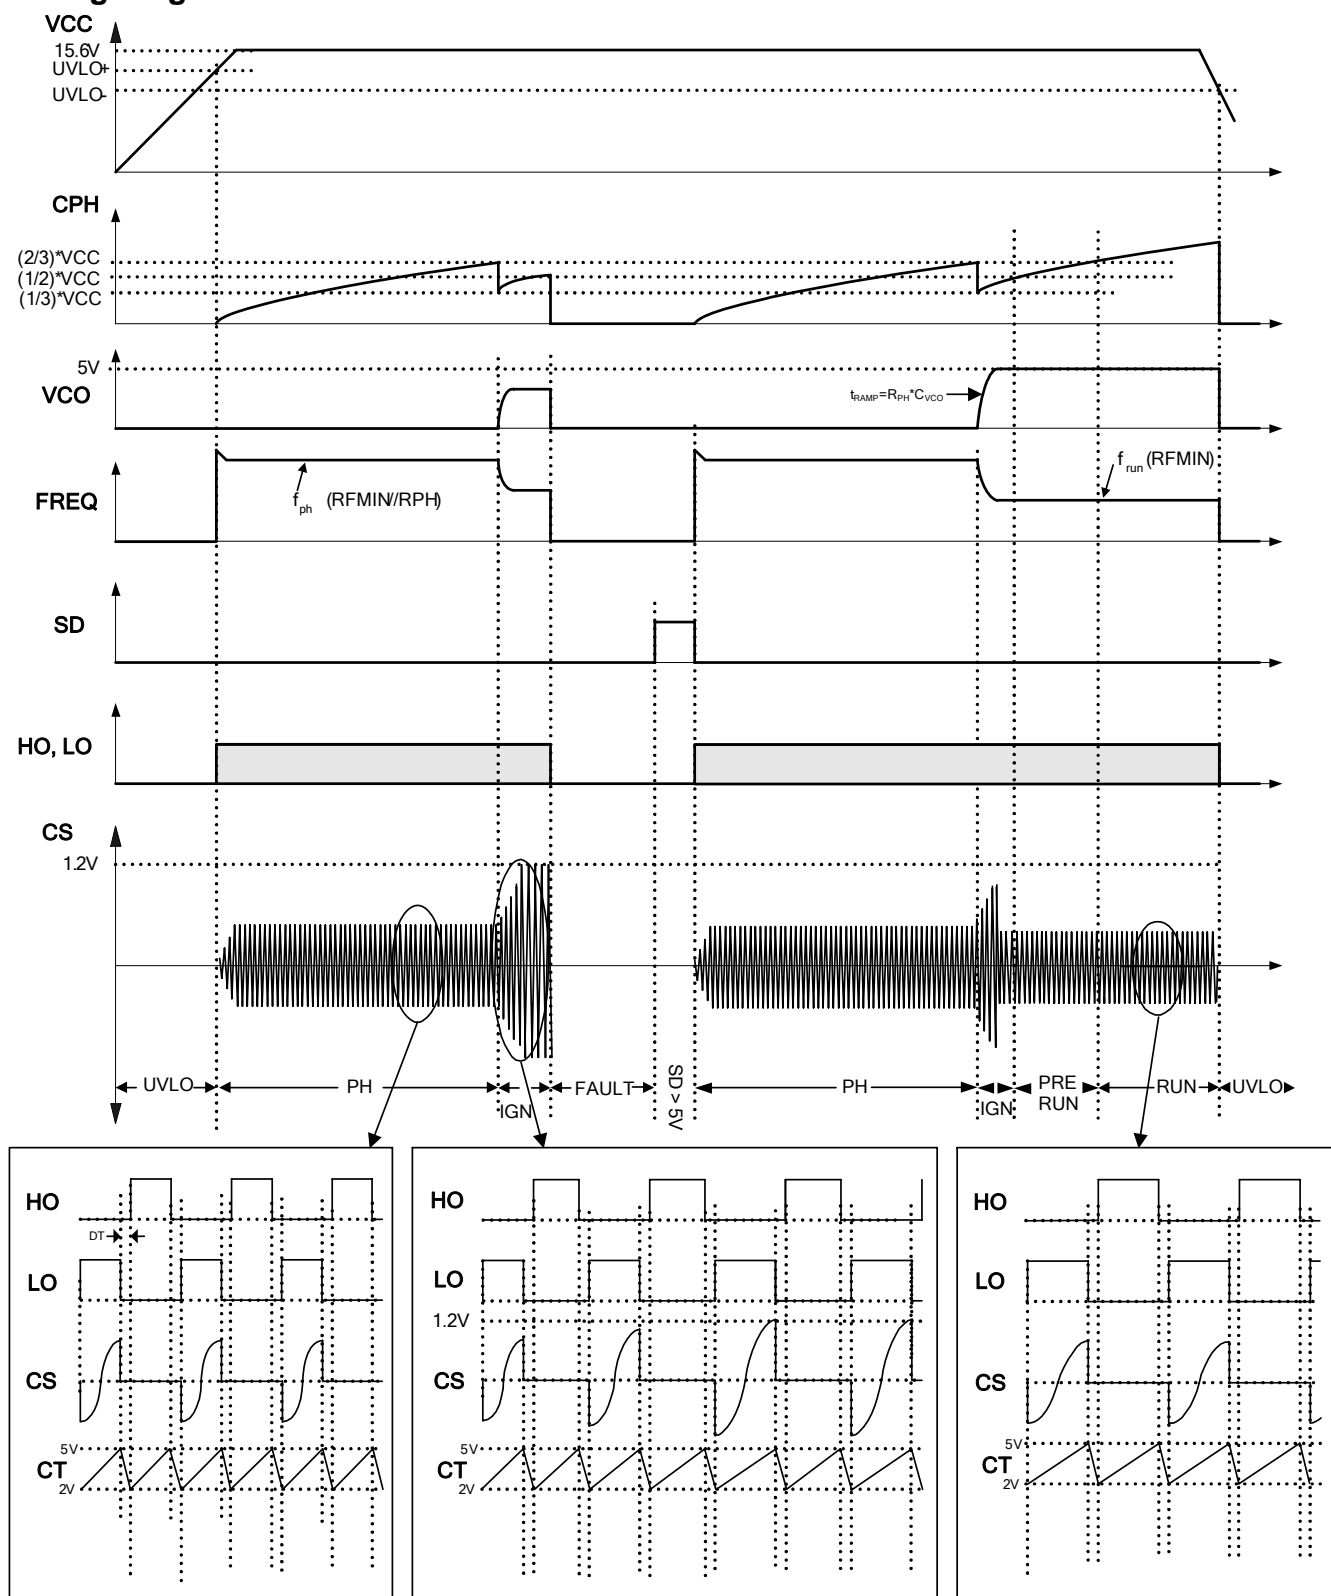 VCC
15.6V
UVLO+
UVLO-
CPH
(2/3)*VCC
(1/2)*VCC
(1/3)*VCC
5V
VCO
tRAMP=RPH*CVCO
FREQ
fph (RFMIN//RPH)
frun (RFMIN)
SD
HO, LO
CS
1.2V
UVLO
PH
IGN
FAULT
SD > 5V
PH
IGN
PRE
RUN
RUN
UVLO
HO
DT
LO
CS
5V
CT
2V
HO
LO
1.2V
CS
5V
CT
2V
HO
LO
CS
5V
CT
2V